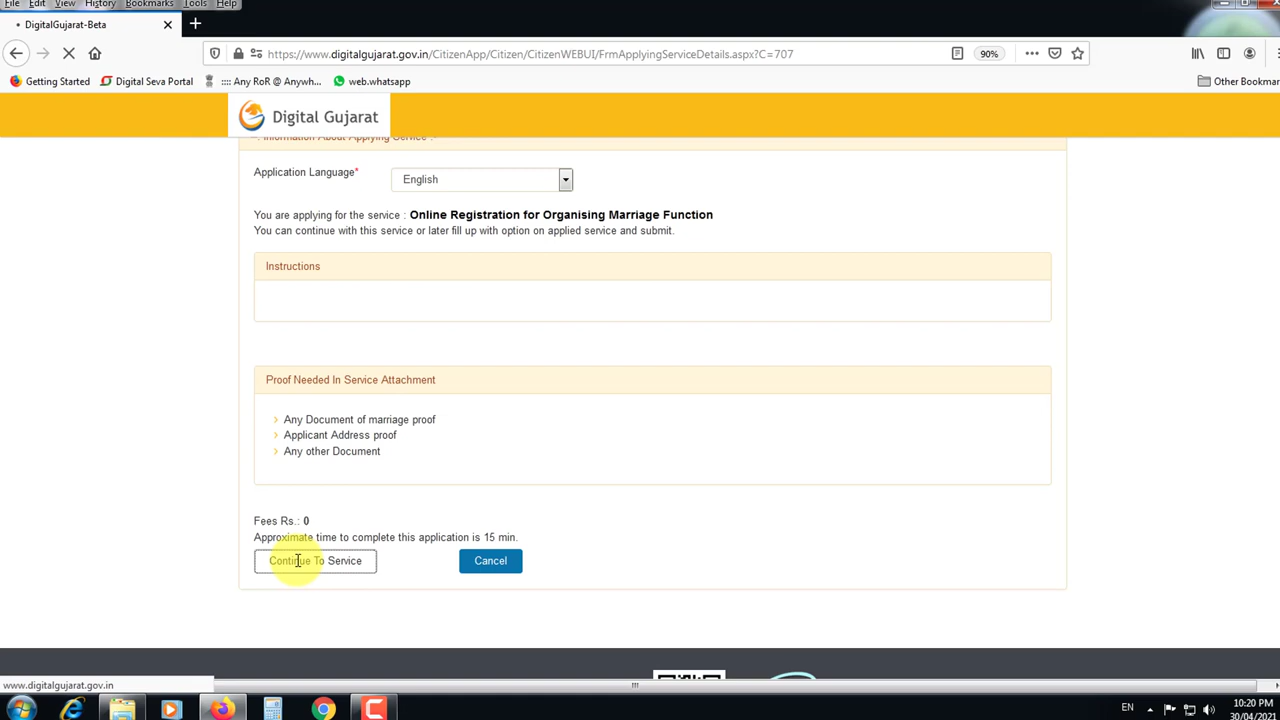 File Edit View History Bookmarks Tools Help
DigitalGujarat-Beta
https://www.digitalgujarat.gov.in/CitizenApp/Citizen/CitizenWEBUI/FrmApplyingServiceDetails.aspx?C=707
90%
Getting Started Digital Seva Portal :::: Any RoR @ Anywh... web.whatsapp Other Bookmar
Digital Gujarat
Information About Applying Service :-
Application Language* English
You are applying for the service : Online Registration for Organising Marriage Function
You can continue with this service or later fill up with option on applied service and submit.
Instructions
Proof Needed In Service Attachment
Any Document of marriage proof
Applicant Address proof
Any other Document
Fees Rs.: 0
Approximate time to complete this application is 15 min.
Continue To Service Cancel
www.digitalgujarat.gov.in
EN 10:20 PM
30/04/2021